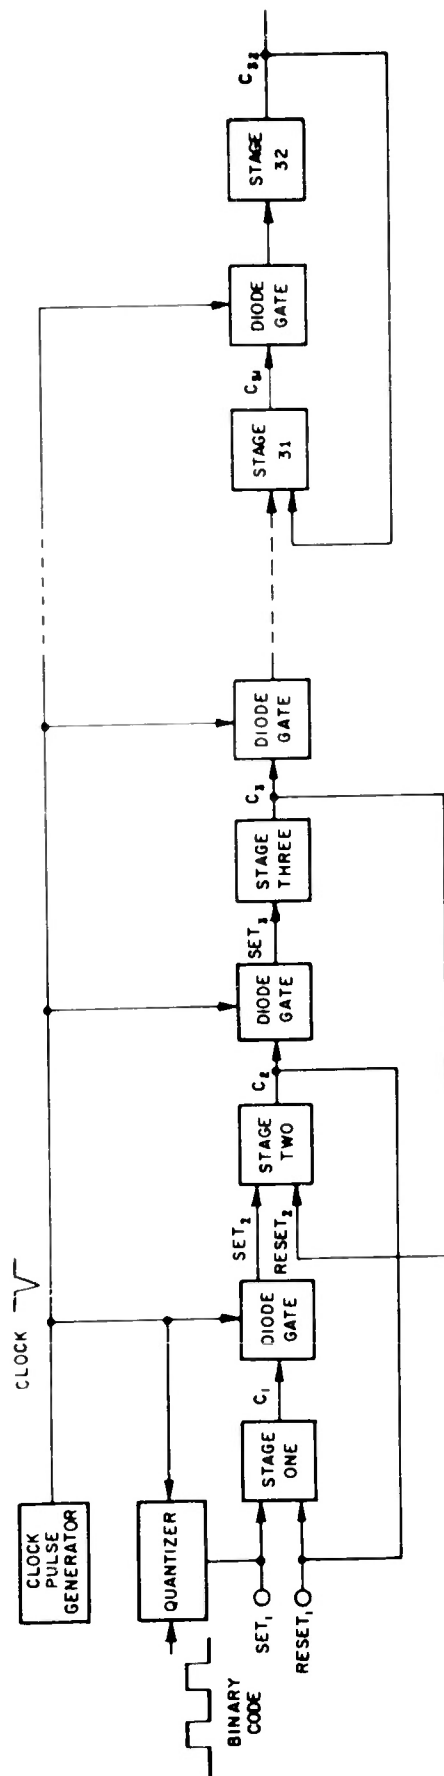 CLOCK
CLOCK
PULSE
GENERATOR
QUANTIZER
BINARY
CODE
SET₁
RESET₁
STAGE
ONE
C₁
DIODE
GATE
SET₂
RESET₂
STAGE
TWO
C₂
DIODE
GATE
SET₃
STAGE
THREE
C₃
DIODE
GATE
STAGE
31
C₃₁
DIODE
GATE
STAGE
32
C₃₂